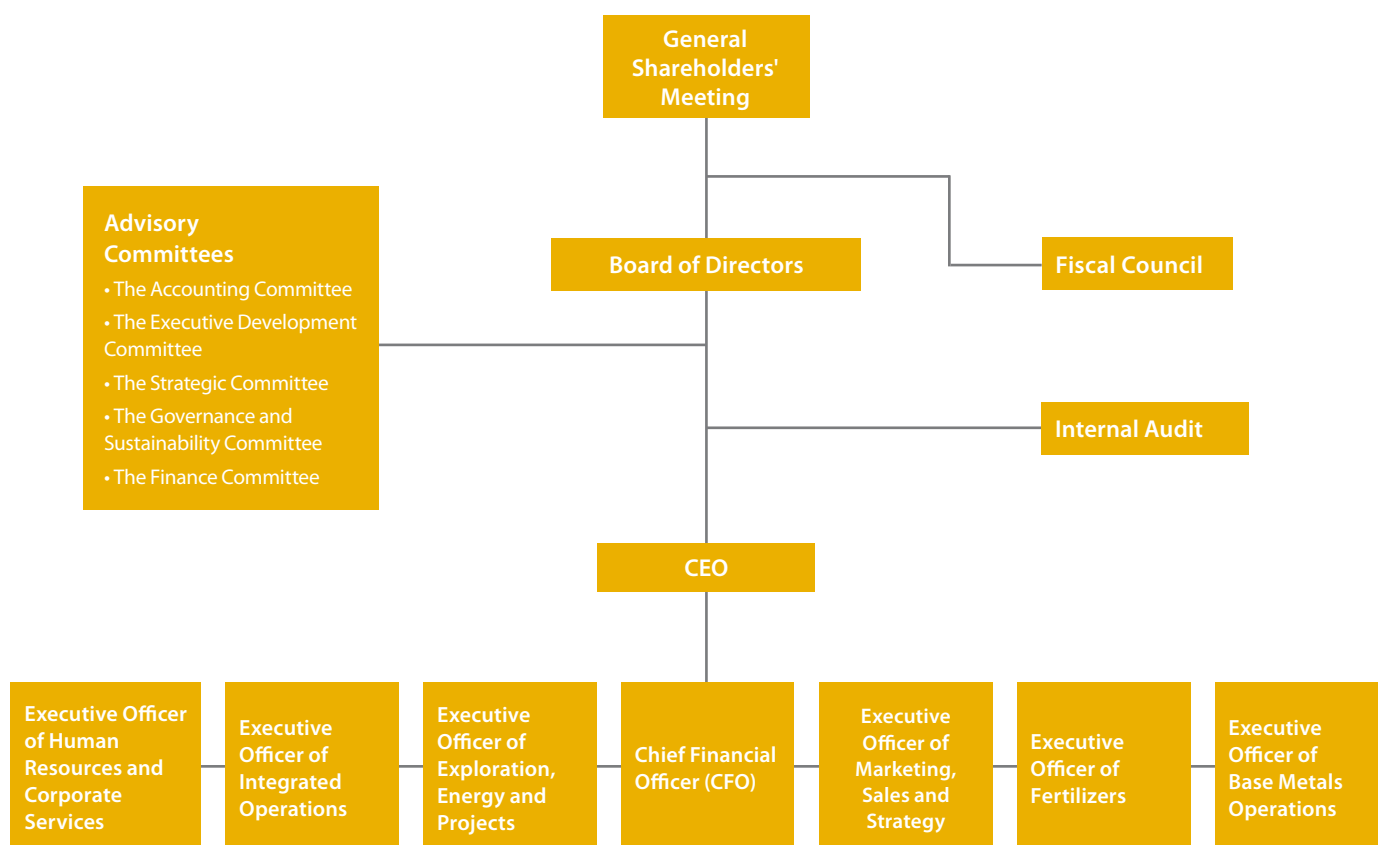 General
Shareholders'
Meeting
Advisory
Committees
• The Accounting Committee
• The Executive Development
Committee
• The Strategic Committee
• The Governance and
Sustainability Committee
• The Finance Committee
Board of Directors
Fiscal Council
Internal Audit
CEO
Executive Officer
of Human
Resources and
Corporate
Services
Executive
Officer of
Integrated
Operations
Executive
Officer of
Exploration,
Energy and
Projects
Chief Financial
Officer (CFO)
Executive
Officer of
Marketing,
Sales and
Strategy
Executive
Officer of
Fertilizers
Executive
Officer of
Base Metals
Operations